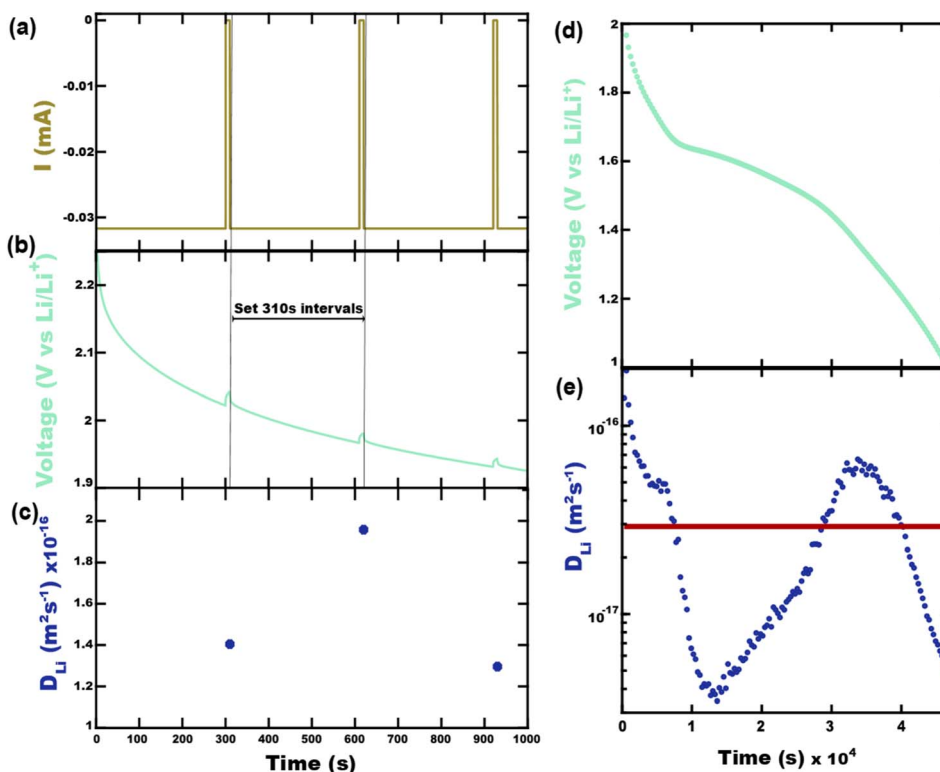 (a)
0
-0.01
-0.02
-0.03
I (mA)
(b)
2.2
2.1
2
1.9
Voltage (V vs Li/Li⁺)
Set 310s intervals
(c)
2
1.8
1.6
1.4
1.2
1
D_Li (m²s⁻¹) x10⁻¹⁶
0 100 200 300 400 500 600 700 800 900 1000
Time (s)
(d)
2
1.8
1.6
1.4
1.2
1
Voltage (V vs Li/Li⁺)
(e)
10⁻¹⁶
10⁻¹⁷
D_Li (m²s⁻¹)
0 1 2 3 4
Time (s) x 10⁴